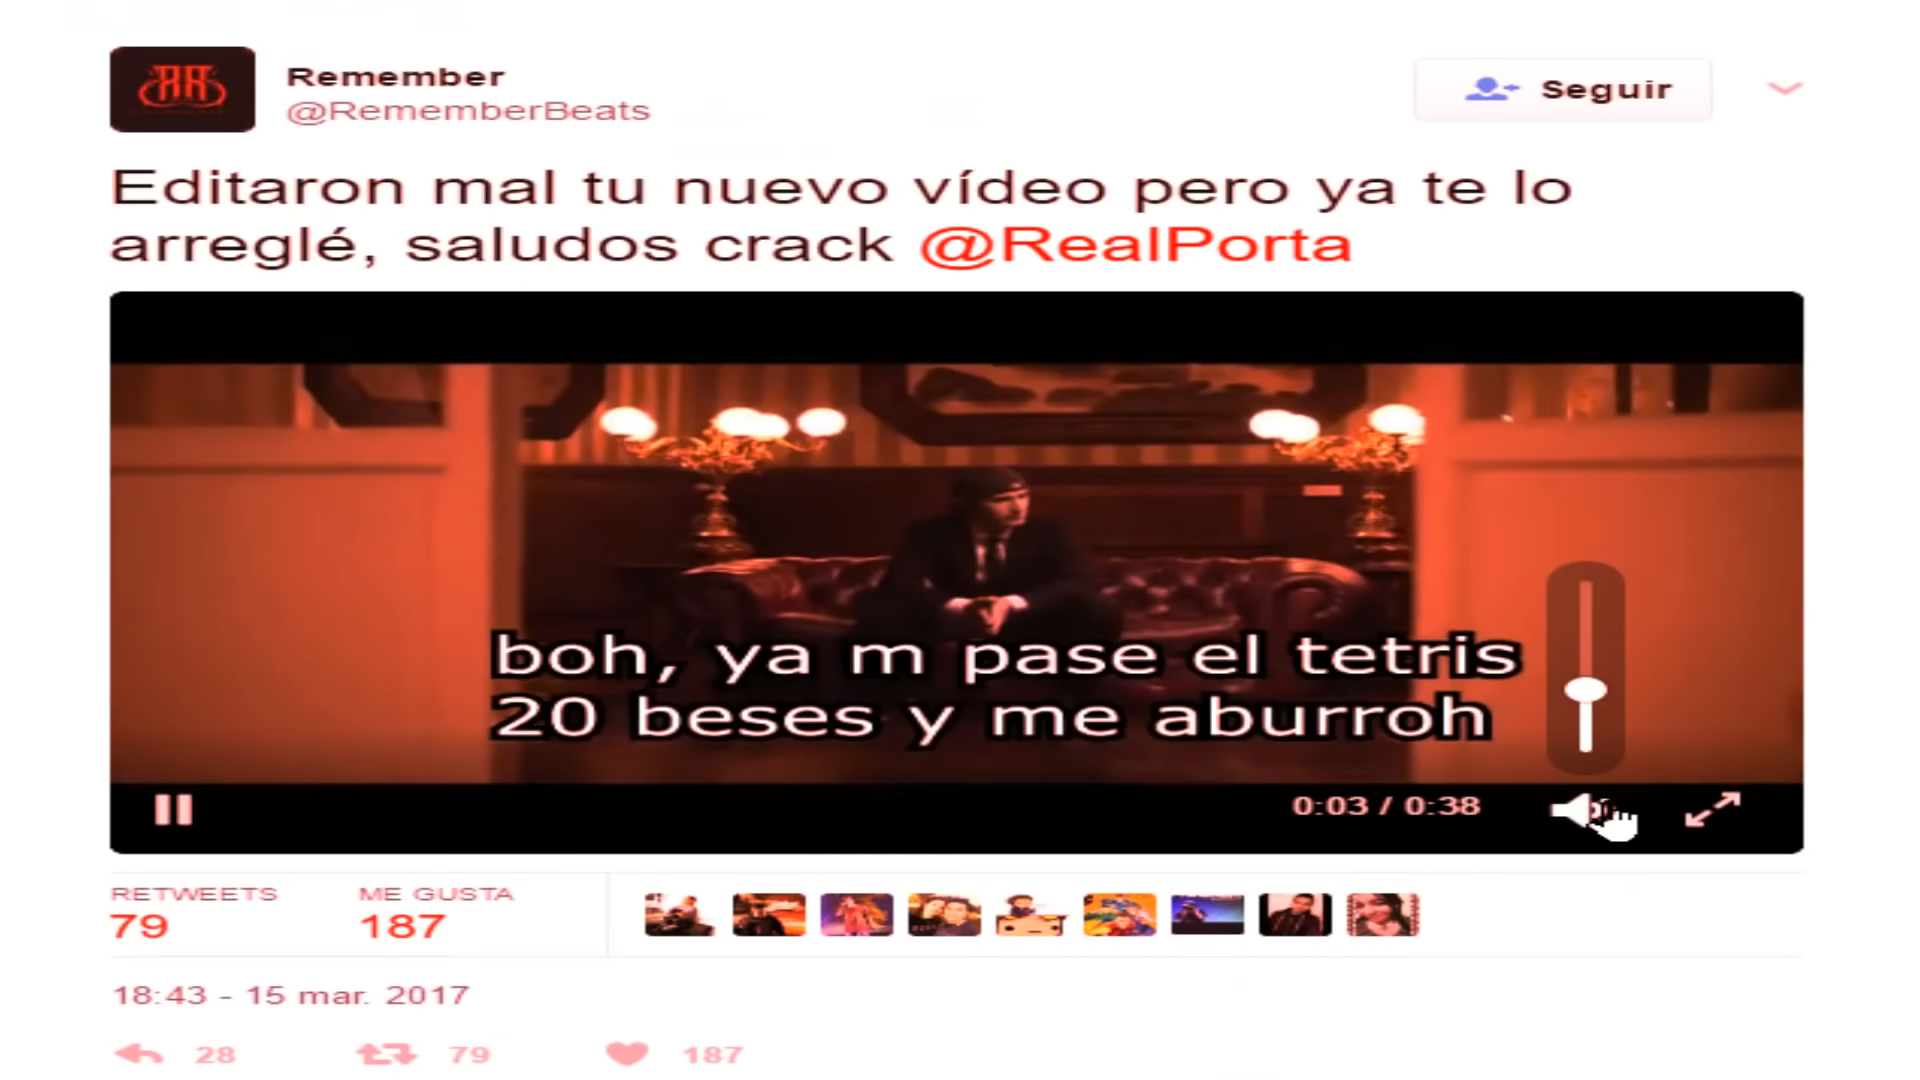 Remember
@RememberBeats
Seguir
Editaron mal tu nuevo vídeo pero ya te lo
arreglé, saludos crack @RealPorta
boh, ya m pase el tetris
20 beses y me aburroh
0:03 / 0:38
RETWEETS
79
ME GUSTA
187
18:43 - 15 mar. 2017
28
79
187